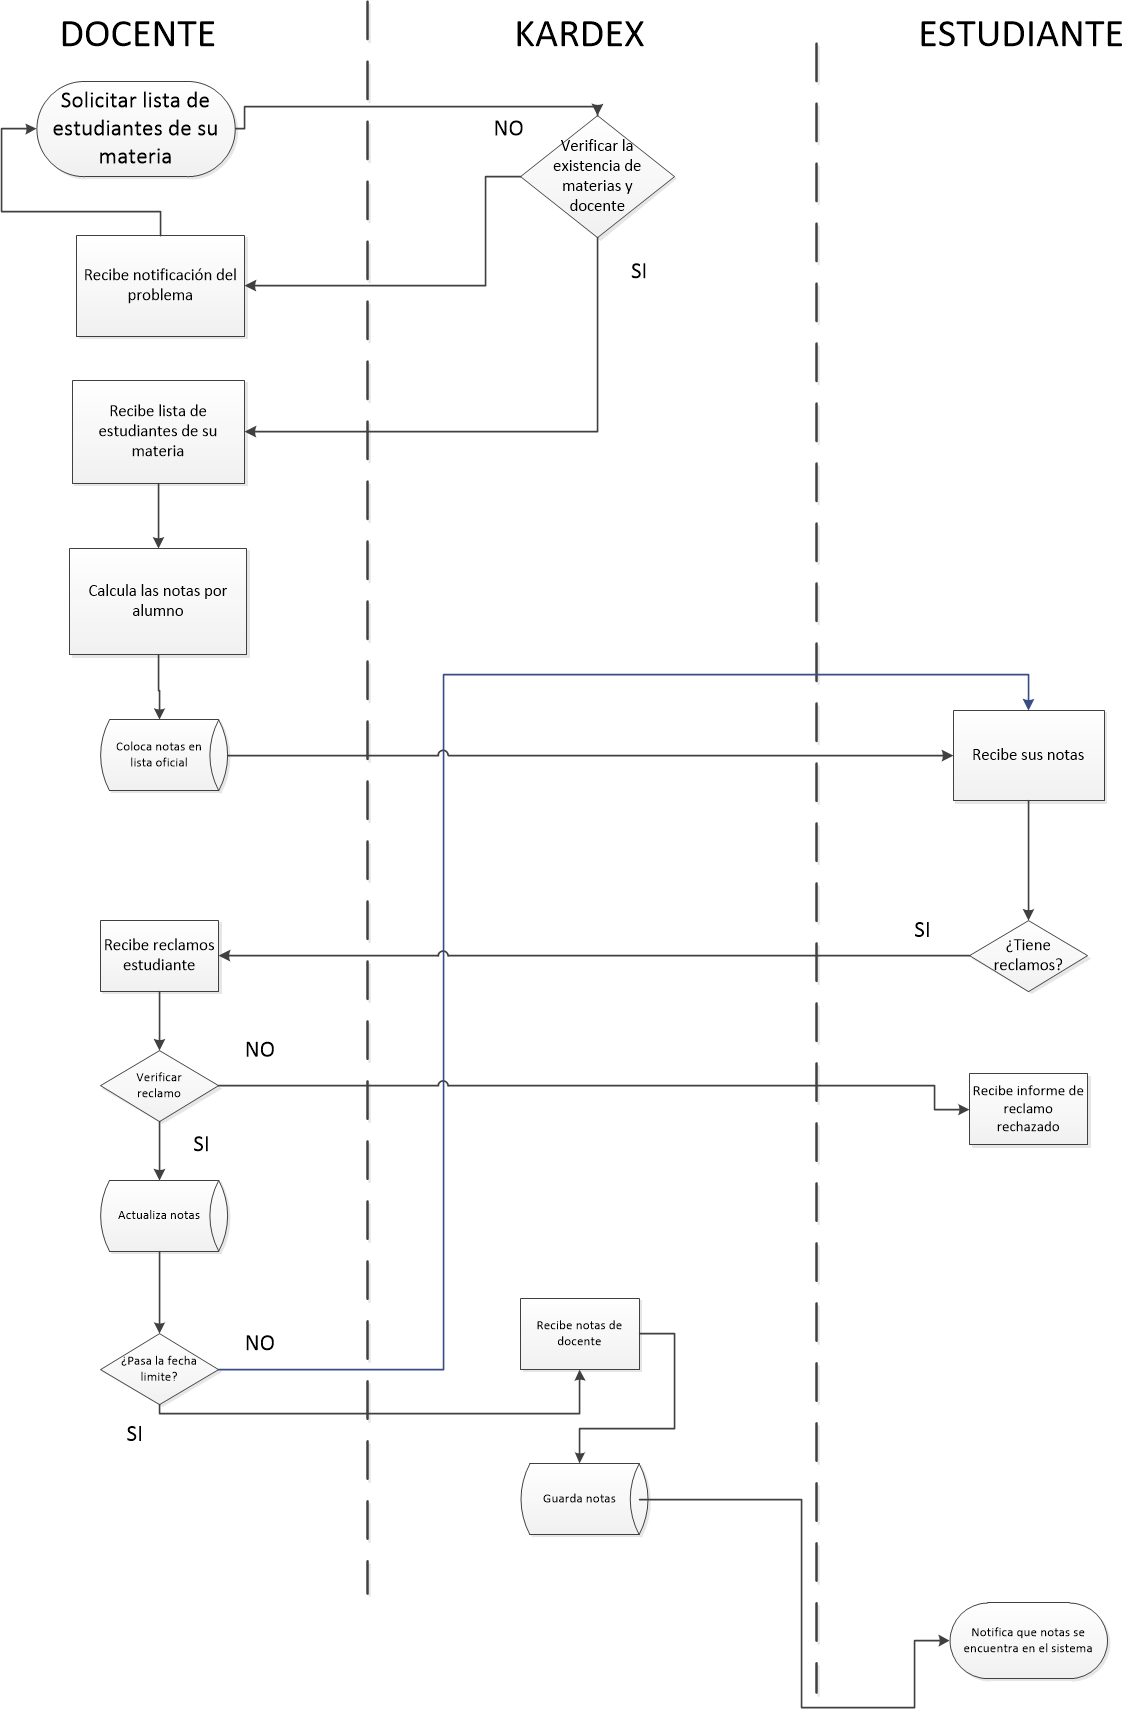 DOCENTE
KARDEX
ESTUDIANTE
Solicitar lista de
estudiantes de su
materia
NO
Verificar la
existencia de
materias y
docente
SI
Recibe notificación del
problema
Recibe lista de
estudiantes de su
materia
Calcula las notas por
alumno
Coloca notas en
lista oficial
Recibe sus notas
¿Tiene
reclamos?
SI
Recibe reclamos
estudiante
Verificar
reclamo
NO
Recibe informe de
reclamo
rechazado
SI
Actualiza notas
¿Pasa la fecha
limite?
NO
SI
Recibe notas de
docente
Guarda notas
Notifica que notas se
encuentra en el sistema